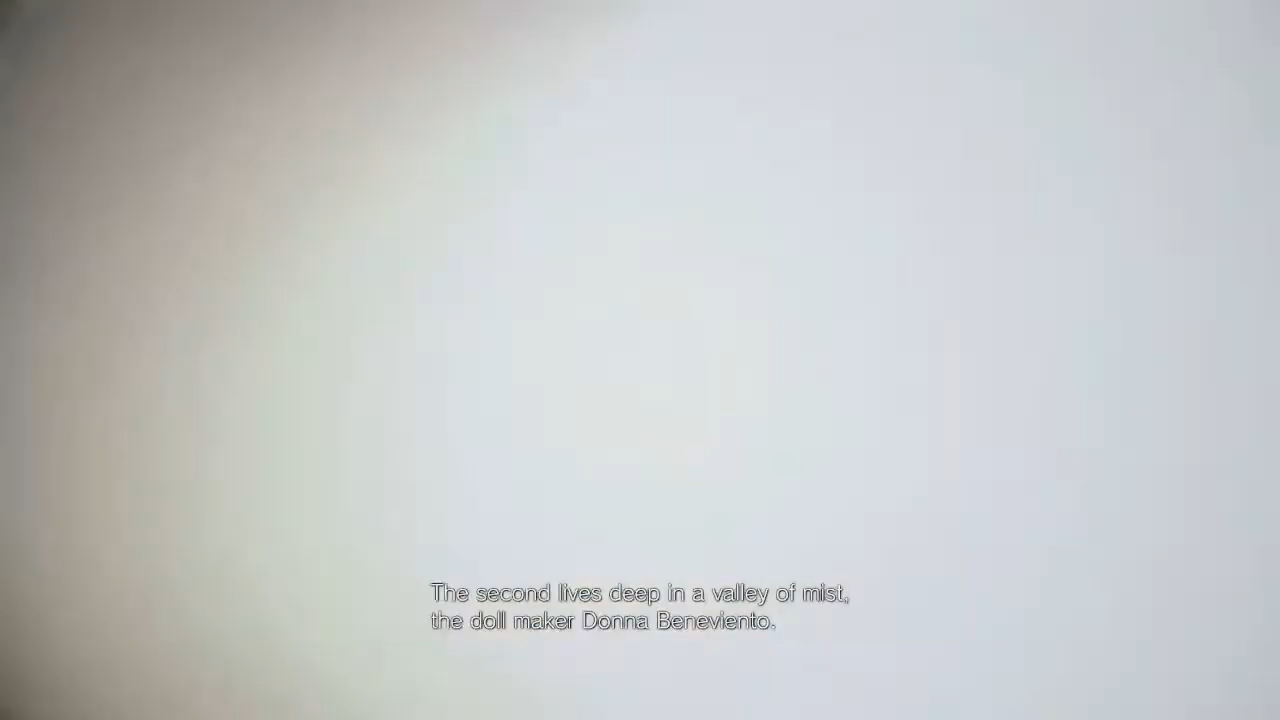 The second lives deep in a valley of mist,
the doll maker Donna Beneviento.